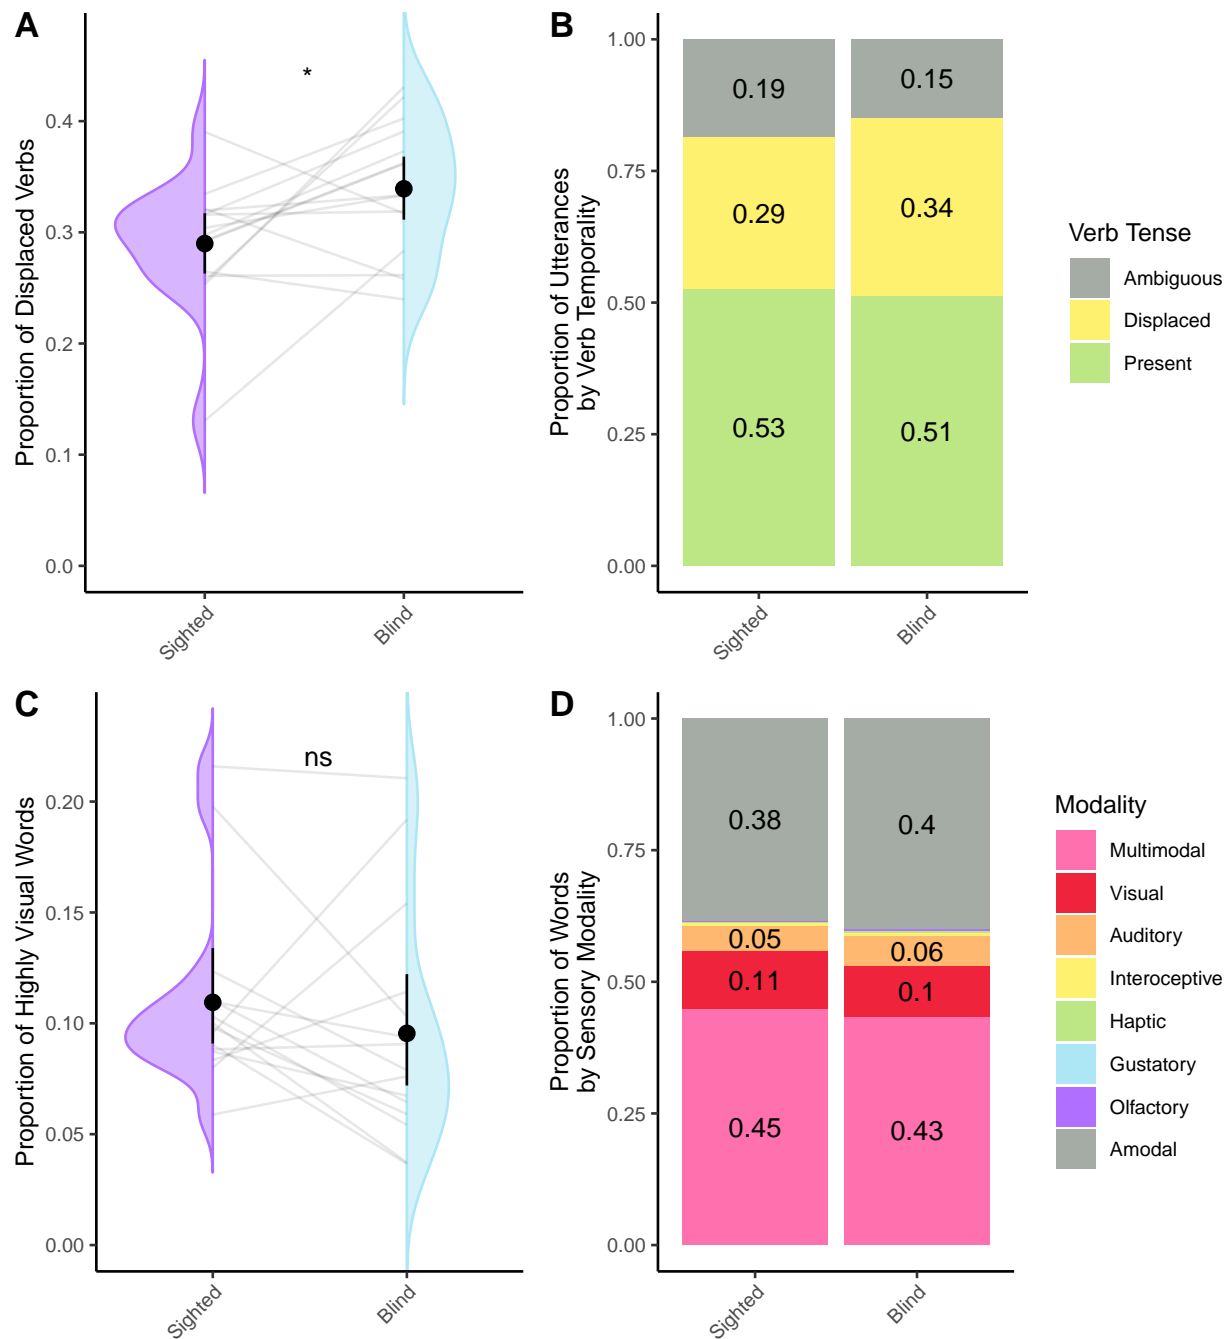 A
Proportion of Displaced Verbs
0.4
0.3
0.2
0.1
0.0
*
Sighted
Blind
B
Proportion of Utterances
by Verb Temporality
1.00
0.75
0.50
0.25
0.00
0.19
0.15
0.29
0.34
0.53
0.51
Sighted
Blind
Verb Tense
Ambiguous
Displaced
Present
C
Proportion of Highly Visual Words
0.20
0.15
0.10
0.05
0.00
ns
Sighted
Blind
D
Proportion of Words
by Sensory Modality
1.00
0.75
0.50
0.25
0.00
0.38
0.4
0.05
0.06
0.11
0.1
0.45
0.43
Sighted
Blind
Modality
Multimodal
Visual
Auditory
Interoceptive
Haptic
Gustatory
Olfactory
Amodal